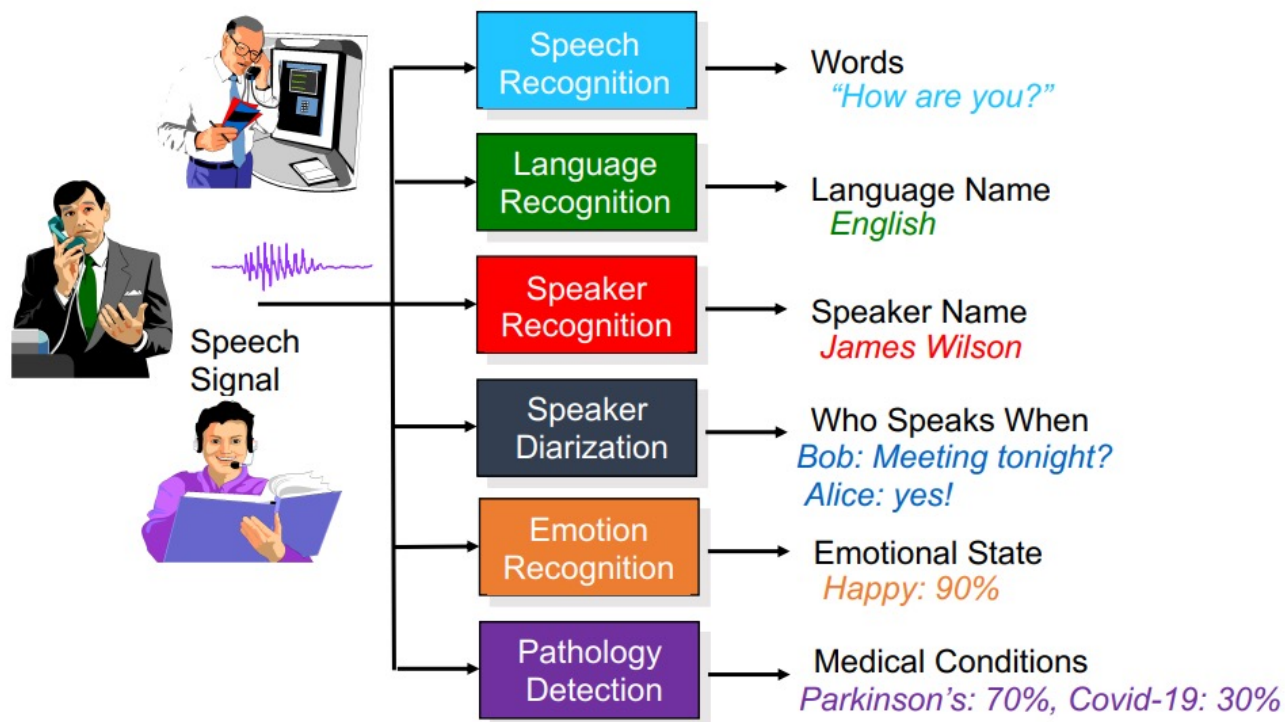 Speech
Recognition
Words
“How are you?”
Language
Recognition
Language Name
English
Speech
Signal
Speaker
Recognition
Speaker Name
James Wilson
Speaker
Diarization
Who Speaks When
Bob: Meeting tonight?
Alice: yes!
Emotion
Recognition
Emotional State
Happy: 90%
Pathology
Detection
Medical Conditions
Parkinson's: 70%, Covid-19: 30%